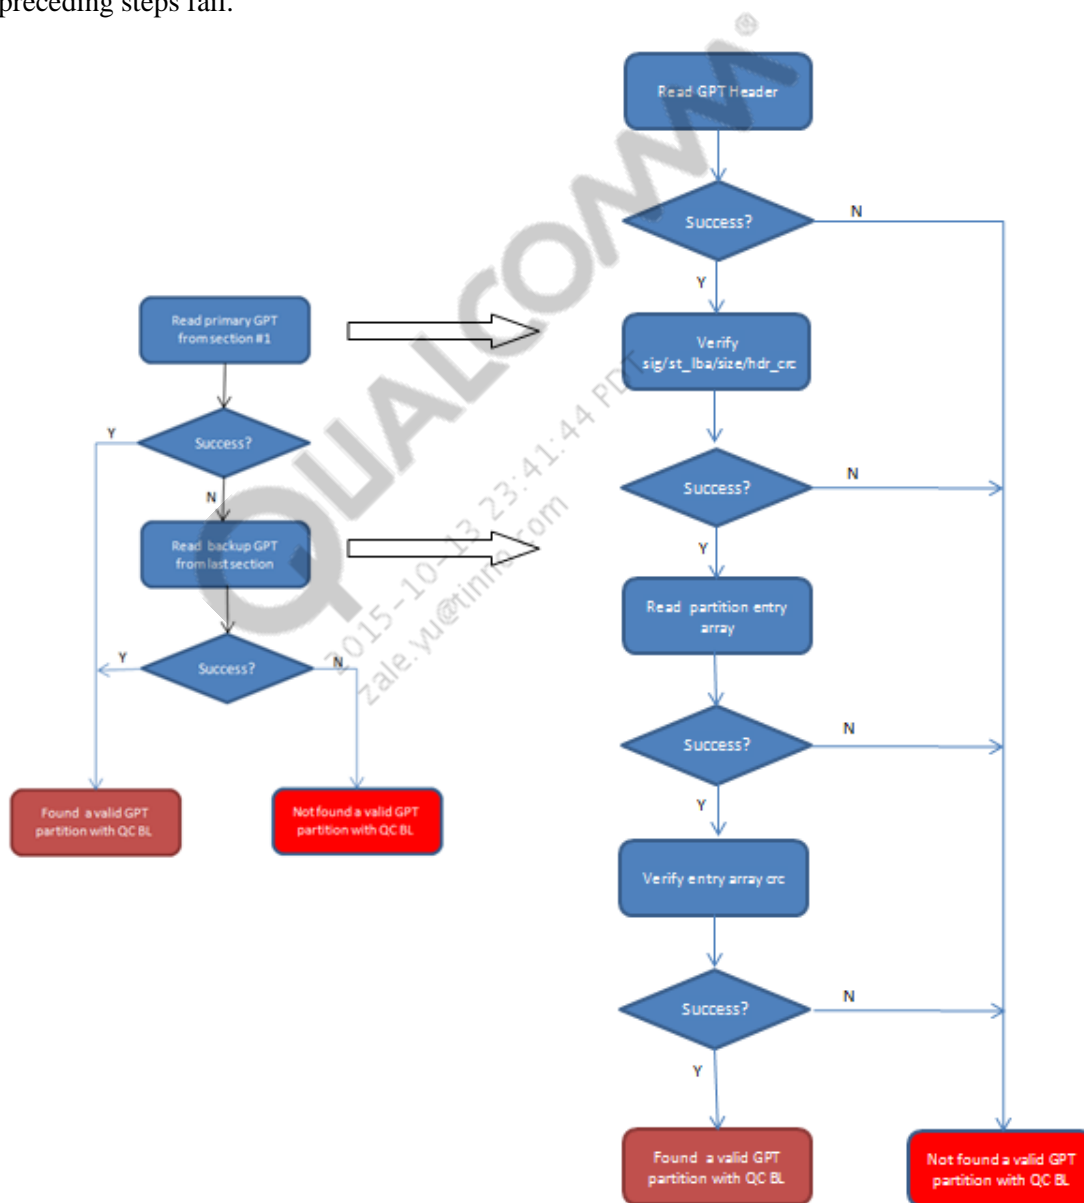 preceding steps fail.
Read GPT Header
Success?
N
Y
Read primary GPT
from section #1
Verify
sig/st_lba/size/hdr_crc
Success?
Y
N
Success?
N
Y
Read backup GPT
from last section
Read partition entry
array
Success?
Y
N
Success?
N
Y
Found a valid GPT
partition with QC BL
Not found a valid GPT
partition with QC BL
Verify entry array crc
Success?
N
Y
Found a valid GPT
partition with QC BL
Not found a valid GPT
partition with QC BL
QUALCOMM®
2015-10-13 23:41:44 PDT
zale.yu@tinno.com